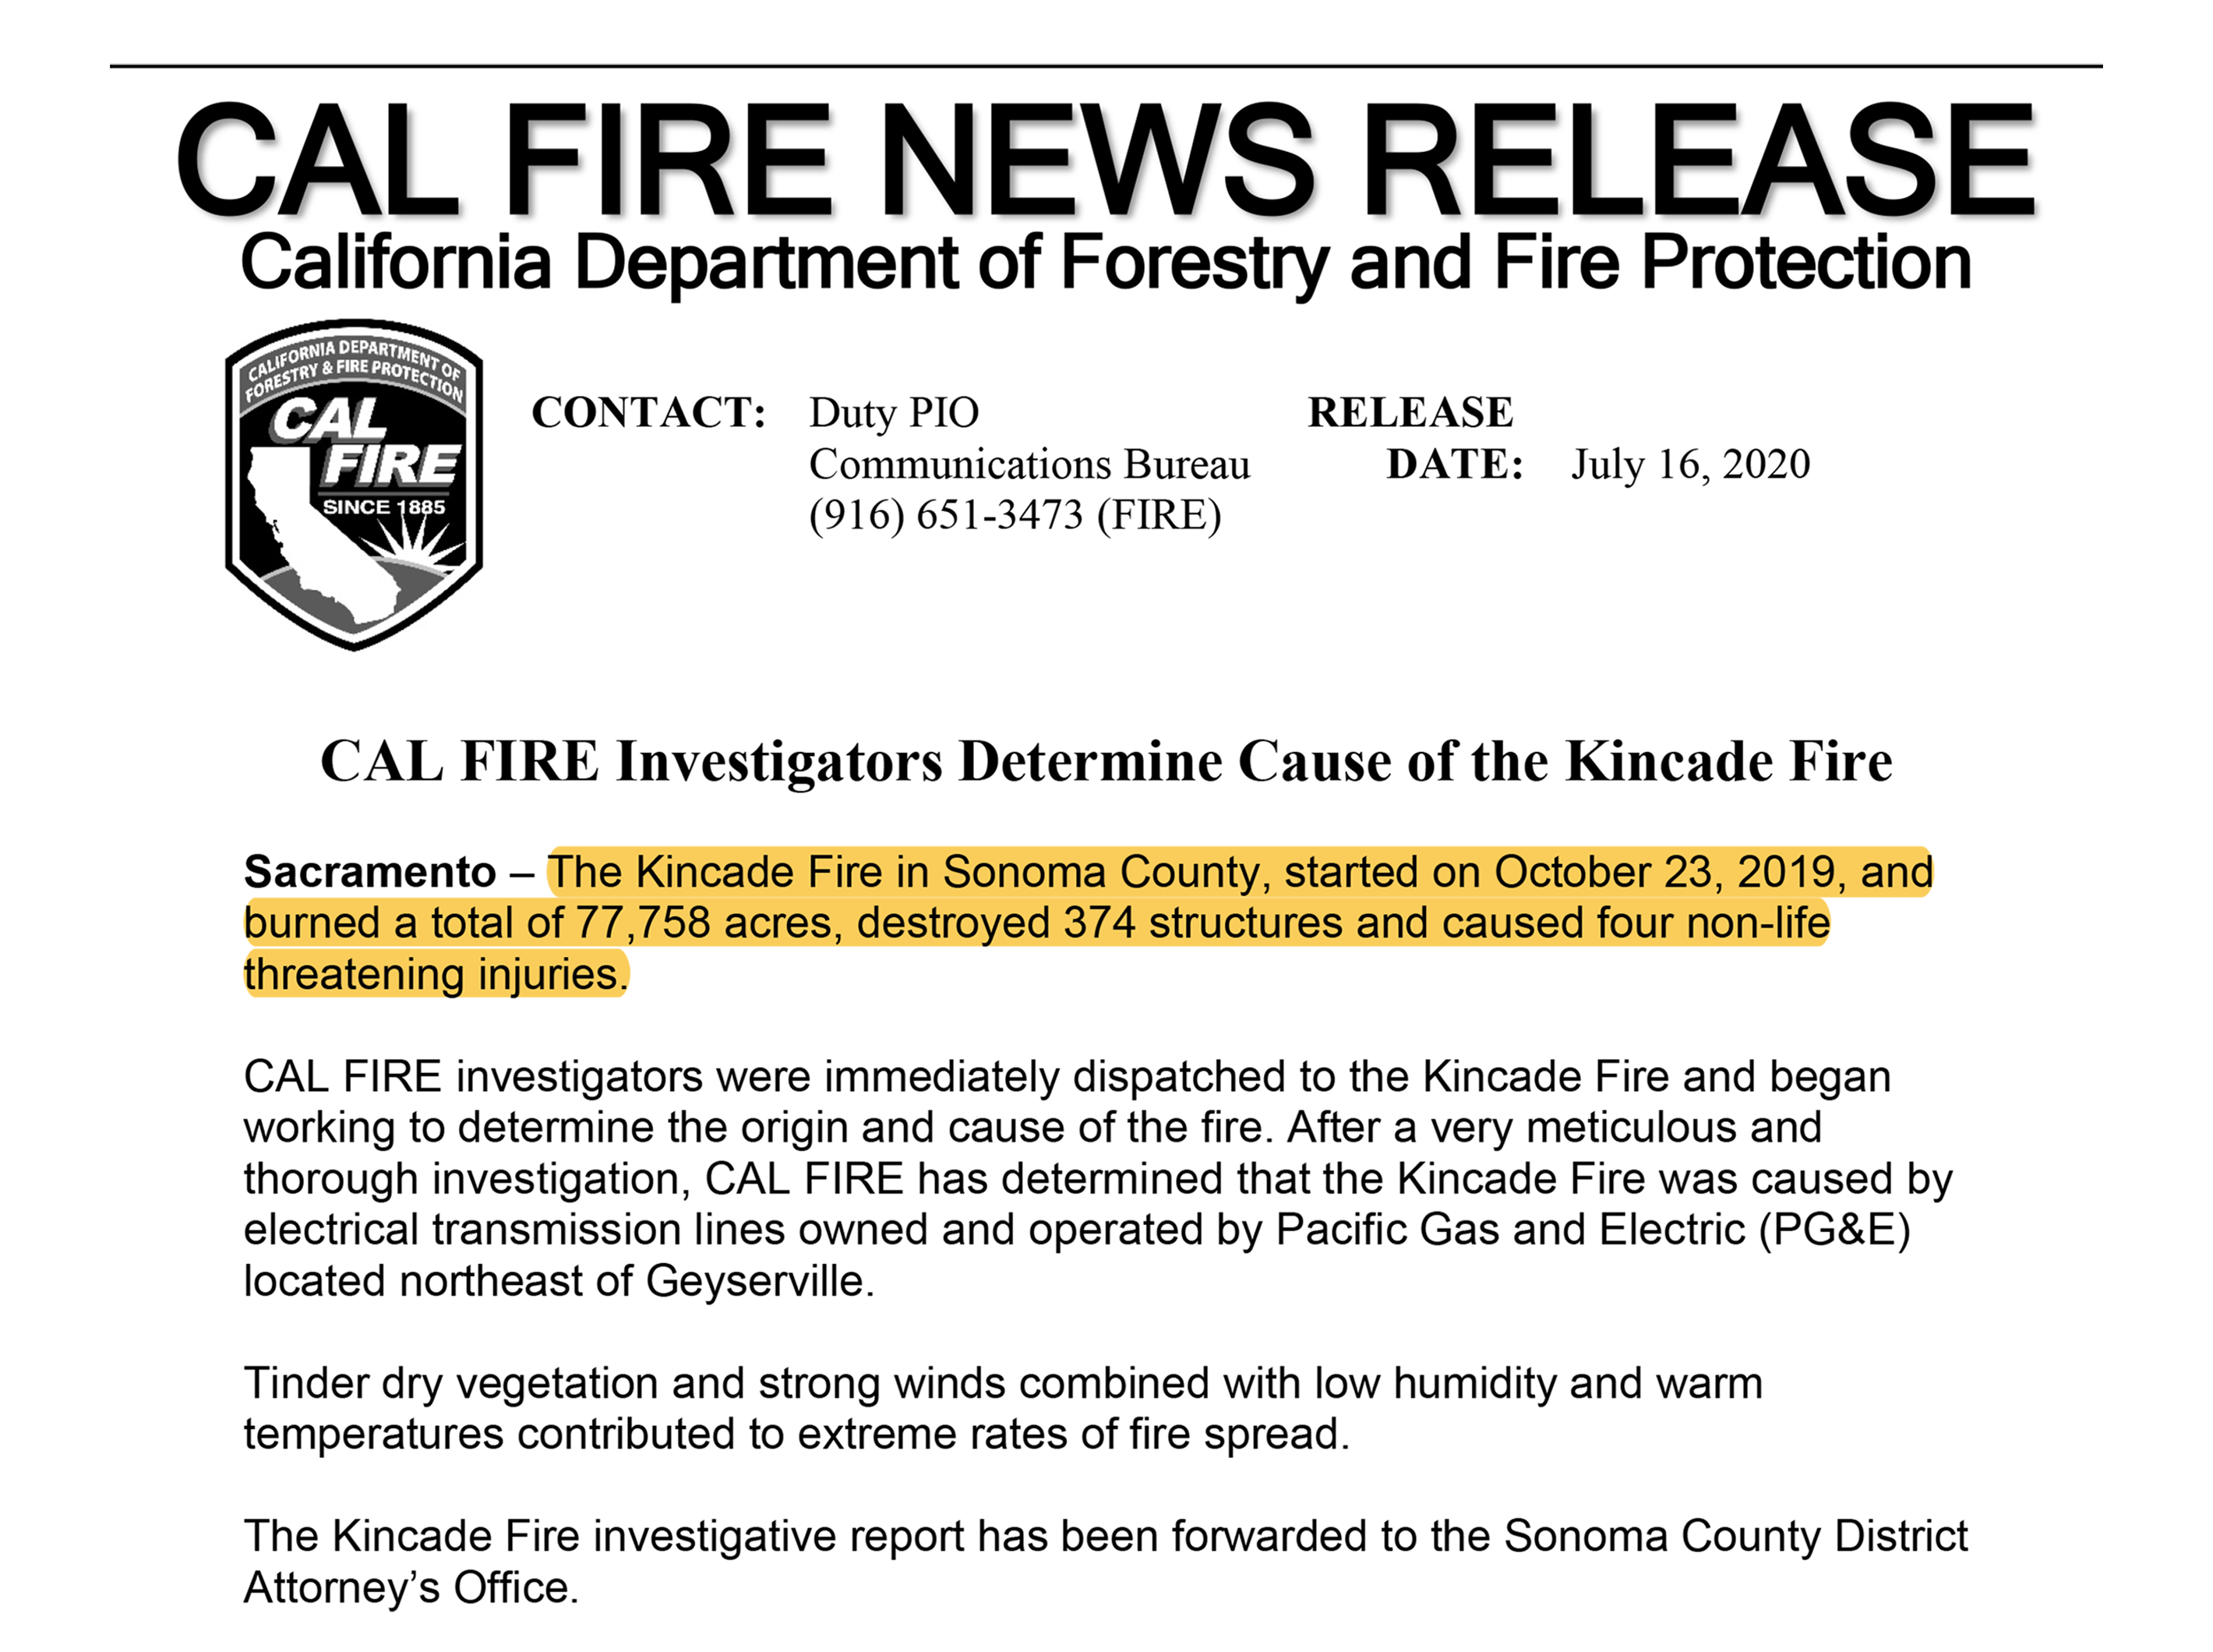 CAL FIRE NEWS RELEASE
California Department of Forestry and Fire Protection
CALIFORNIA DEPARTMENT OF
FORESTRY & FIRE PROTECTION
CAL
FIRE
SINCE 1885
CONTACT: Duty PIO
Communications Bureau
(916) 651-3473 (FIRE)
RELEASE
DATE: July 16, 2020
CAL FIRE Investigators Determine Cause of the Kincade Fire
Sacramento – The Kincade Fire in Sonoma County, started on October 23, 2019, and
burned a total of 77,758 acres, destroyed 374 structures and caused four non-life
threatening injuries.
CAL FIRE investigators were immediately dispatched to the Kincade Fire and began
working to determine the origin and cause of the fire. After a very meticulous and
thorough investigation, CAL FIRE has determined that the Kincade Fire was caused by
electrical transmission lines owned and operated by Pacific Gas and Electric (PG&E)
located northeast of Geyserville.
Tinder dry vegetation and strong winds combined with low humidity and warm
temperatures contributed to extreme rates of fire spread.
The Kincade Fire investigative report has been forwarded to the Sonoma County District
Attorney’s Office.